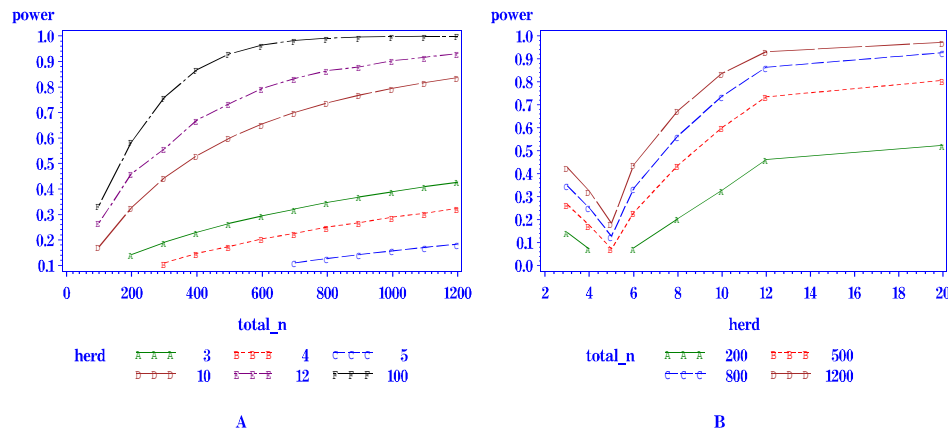 power
1.0
0.9
0.8
0.7
0.6
0.5
0.4
0.3
0.2
0.1
0 200 400 600 800 1000 1200
total_n
herd A A A 3 B B B 4 C C C 5
D D D 10 E E E 12 F F F 100
A
power
1.0
0.9
0.8
0.7
0.6
0.5
0.4
0.3
0.2
0.1
0.0
2 4 6 8 10 12 14 16 18 20
herd
total_n A A A 200 B B B 500
C C C 800 D D D 1200
B